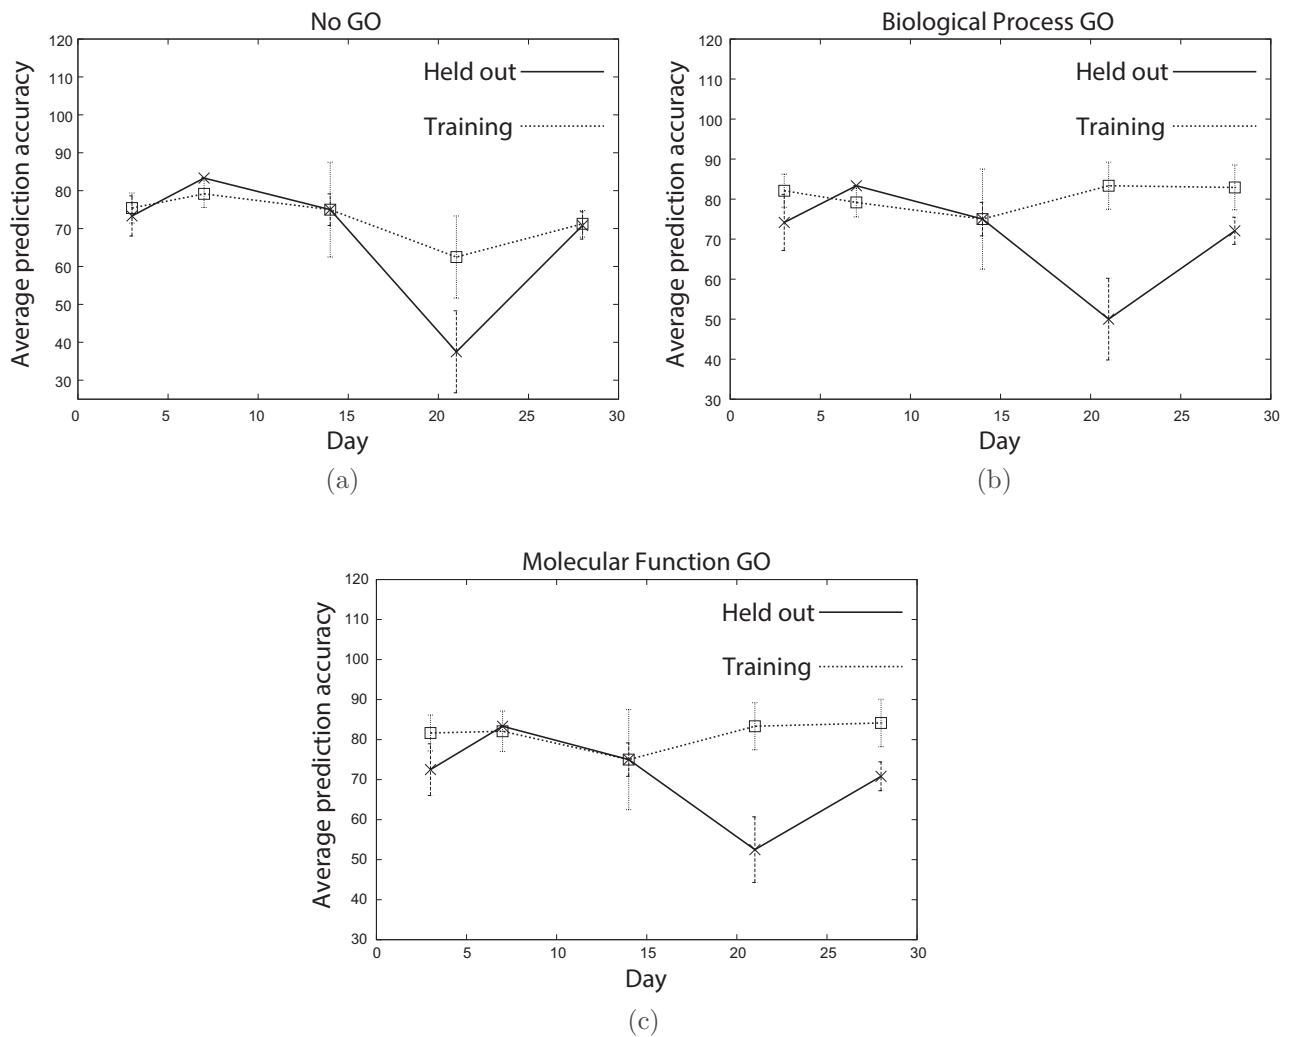 No GO
120
110
100
90
80
70
60
50
40
30
0 5 10 15 20 25 30
Average prediction accuracy
Day
Held out
Training
(a)
Biological Process GO
120
110
100
90
80
70
60
50
40
30
0 5 10 15 20 25 30
Average prediction accuracy
Day
Held out
Training
(b)
Molecular Function GO
120
110
100
90
80
70
60
50
40
30
0 5 10 15 20 25 30
Average prediction accuracy
Day
Held out
Training
(c)